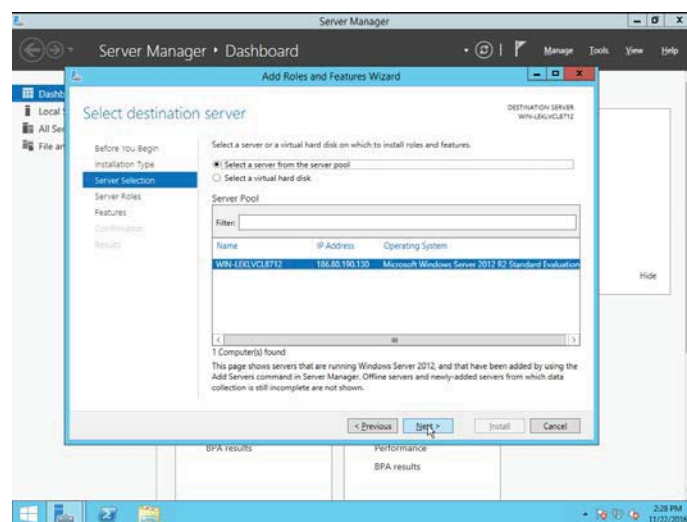 Server Manager
Server Manager • Dashboard
Manage Tools View Help
Add Roles and Features Wizard
Dashb
Local
All Ser
File an
Select destination server
DESTINATION SERVER
WIN-LEKLVCL8712
Before You Begin
Installation Type
Server Selection
Server Roles
Features
Confirmation
Results
Select a server or a virtual hard disk on which to install roles and features.
Select a server from the server pool
Select a virtual hard disk
Server Pool
Filter:
Name IP Address Operating System
WIN-LEKLVCL8712 186.80.190.130 Microsoft Windows Server 2012 R2 Standard Evaluation
1 Computer(s) found
This page shows servers that are running Windows Server 2012, and that have been added by using the
Add Servers command in Server Manager. Offline servers and newly-added servers from which data
collection is still incomplete are not shown.
< Previous Next > Install Cancel
Hide
BPA results
Performance
BPA results
2:28 PM
11/22/2016